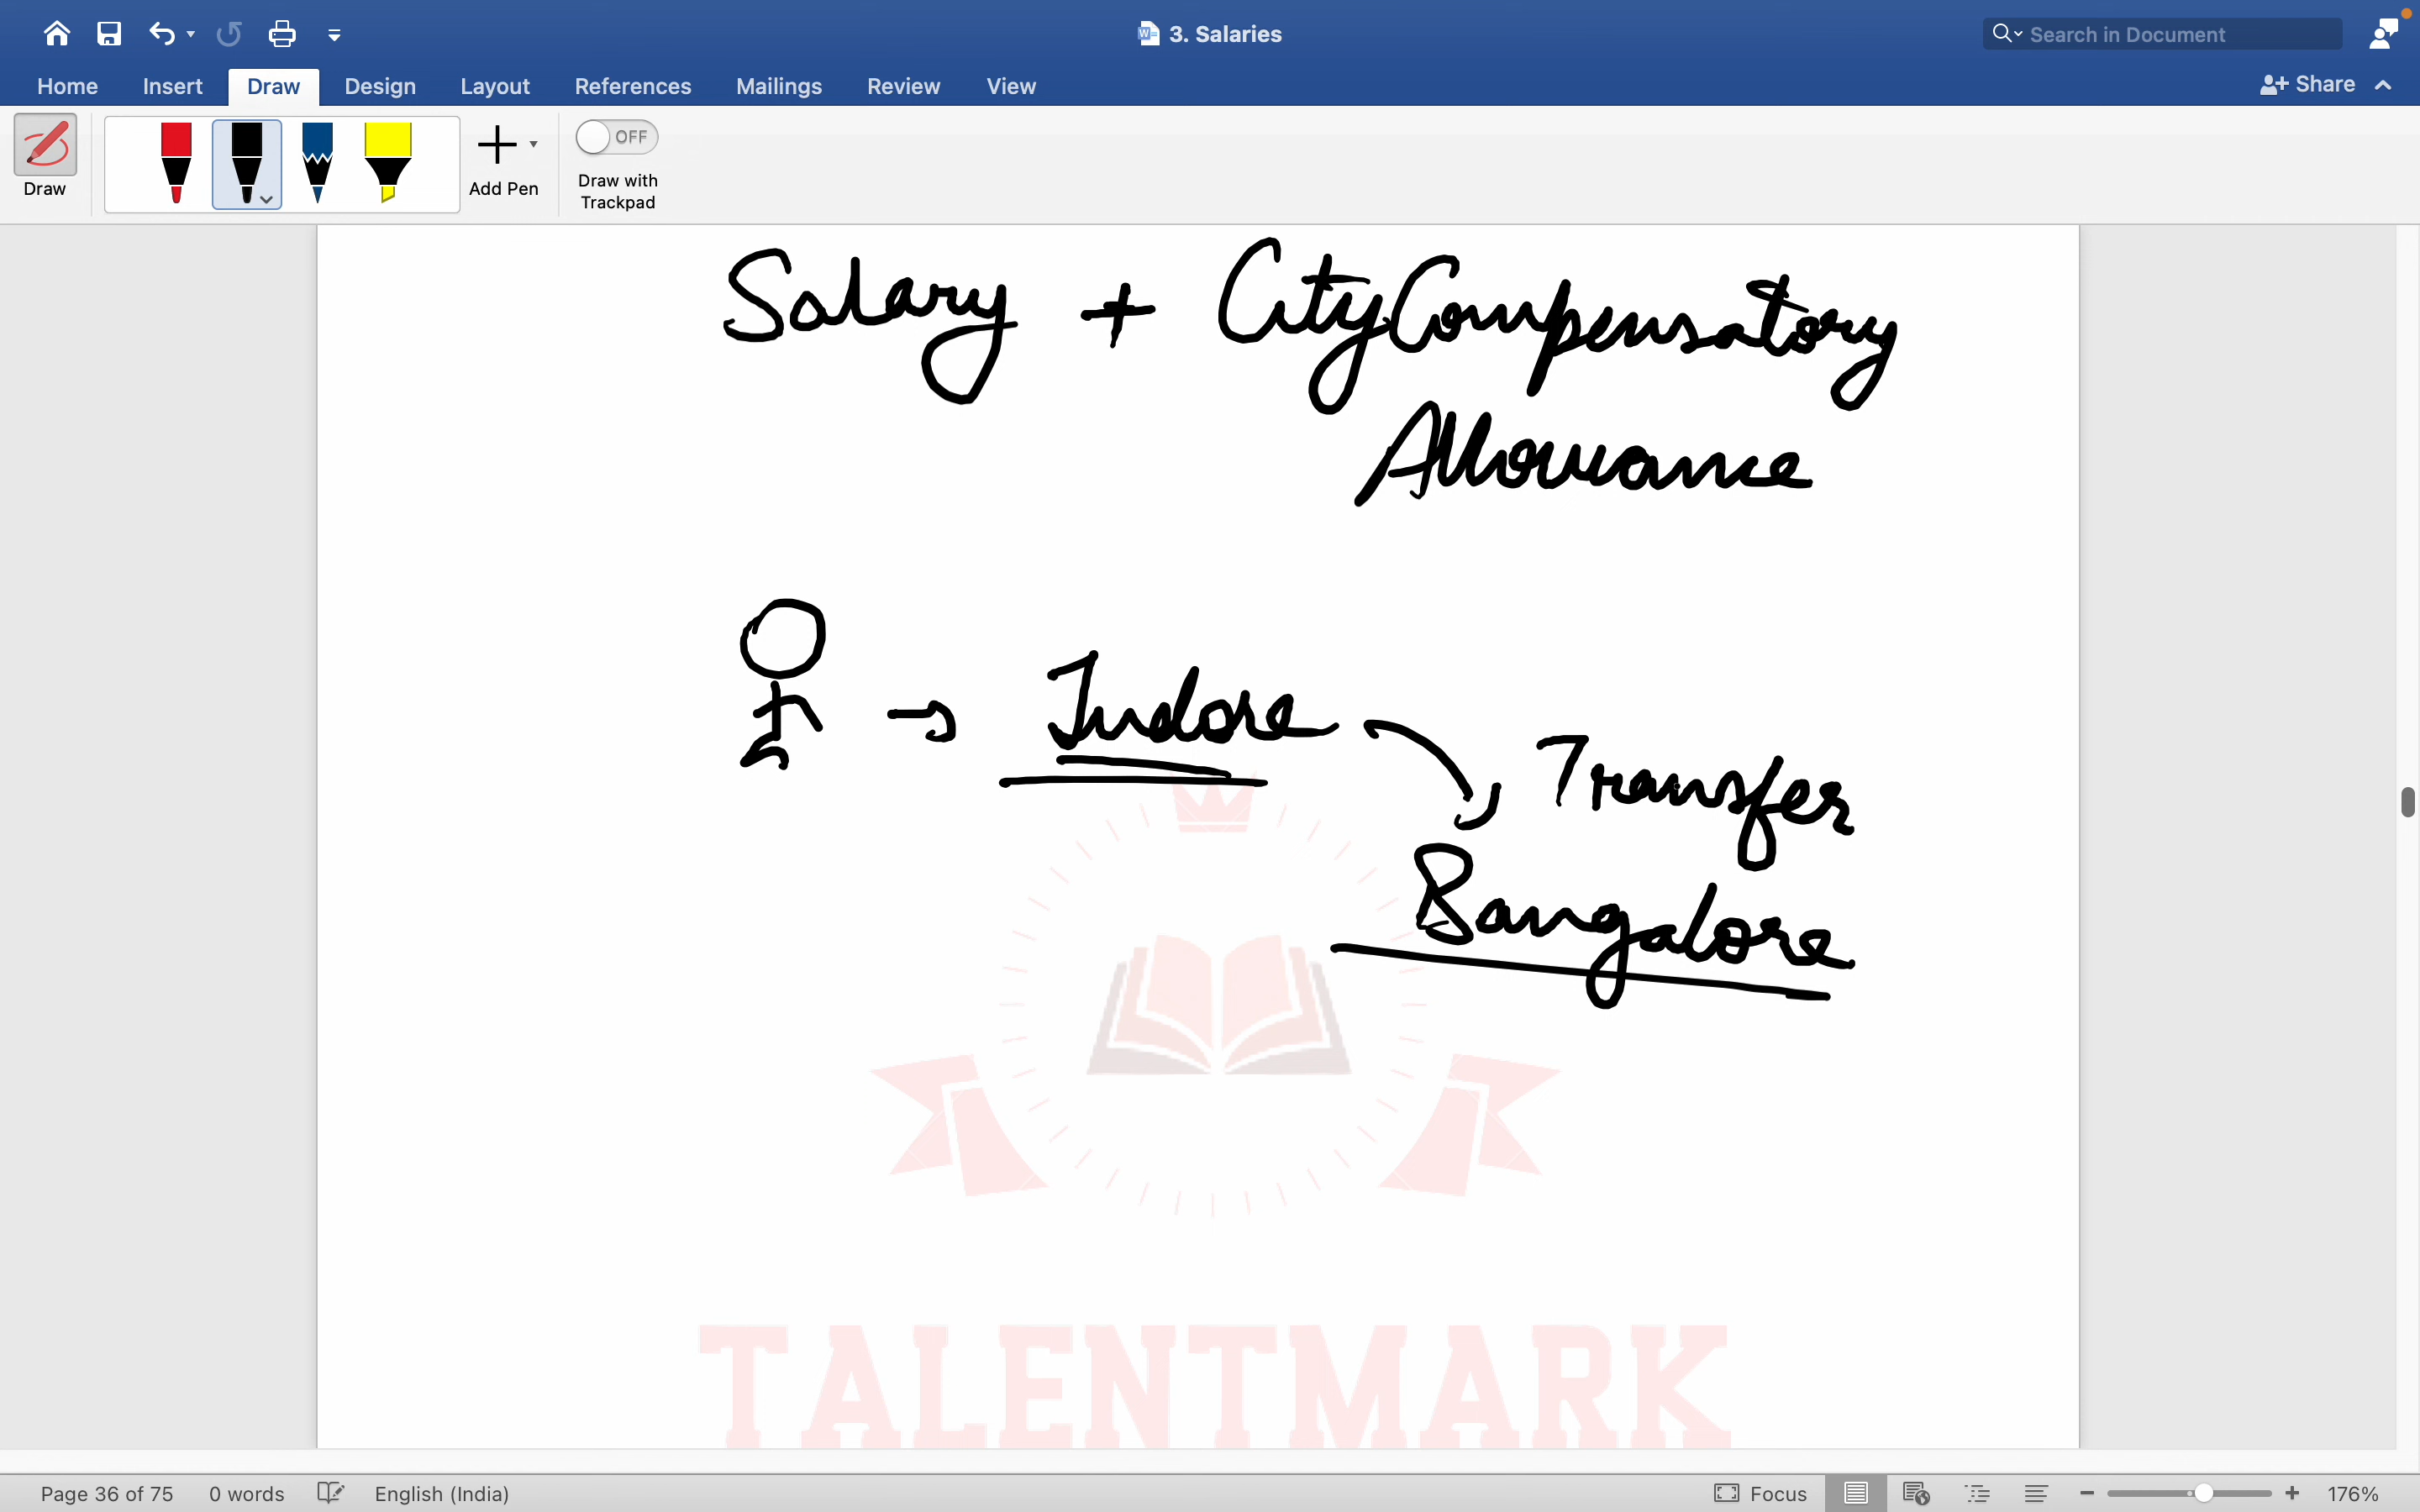 3. Salaries
Search in Document
Home Insert Draw Design Layout References Mailings Review View
Share
Draw
Add Pen
OFF
Draw with
Trackpad
Salary + City Compensatory
Allowance
→ Indore
Transfer
Bangalore
TALENTMARK
Page 36 of 75 0 words English (India) Focus 176%